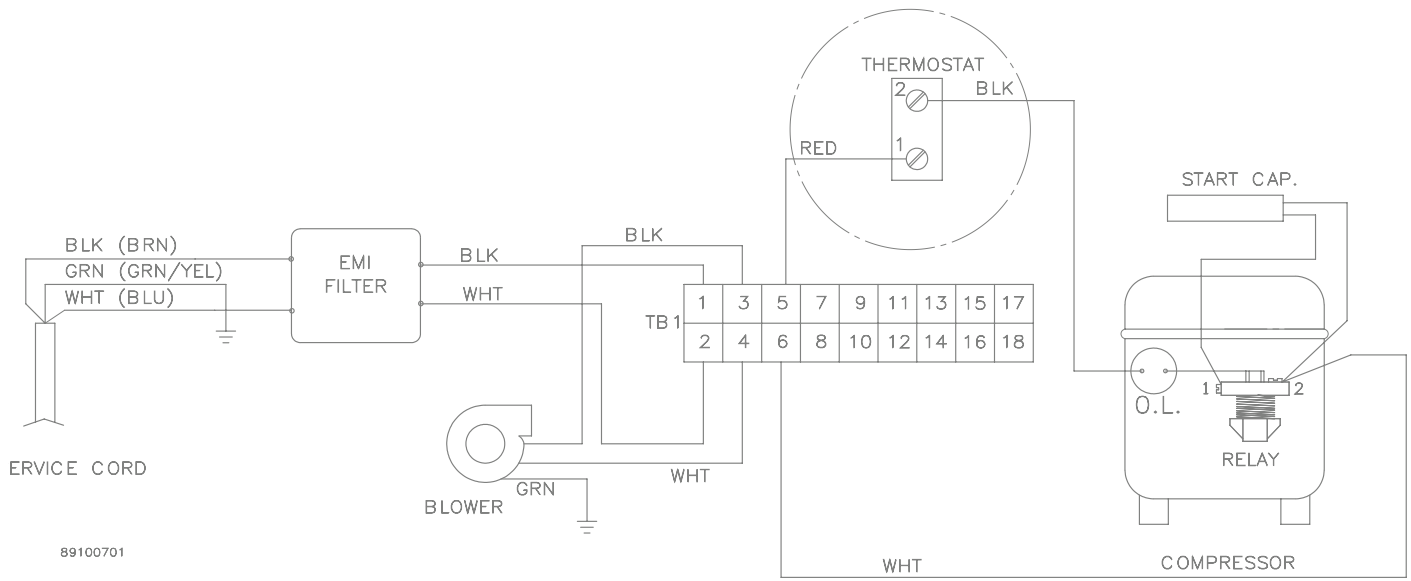 THERMOSTAT
2
BLK
1
RED
START CAP.
BLK (BRN)
GRN (GRN/YEL)
WHT (BLU)
EMI
FILTER
BLK
BLK
WHT
TB1
1 3 5 7 9 11 13 15 17
2 4 6 8 10 12 14 16 18
O.L.
1
2
RELAY
ERVICE CORD
WHT
GRN
BLOWER
89100701
WHT
COMPRESSOR